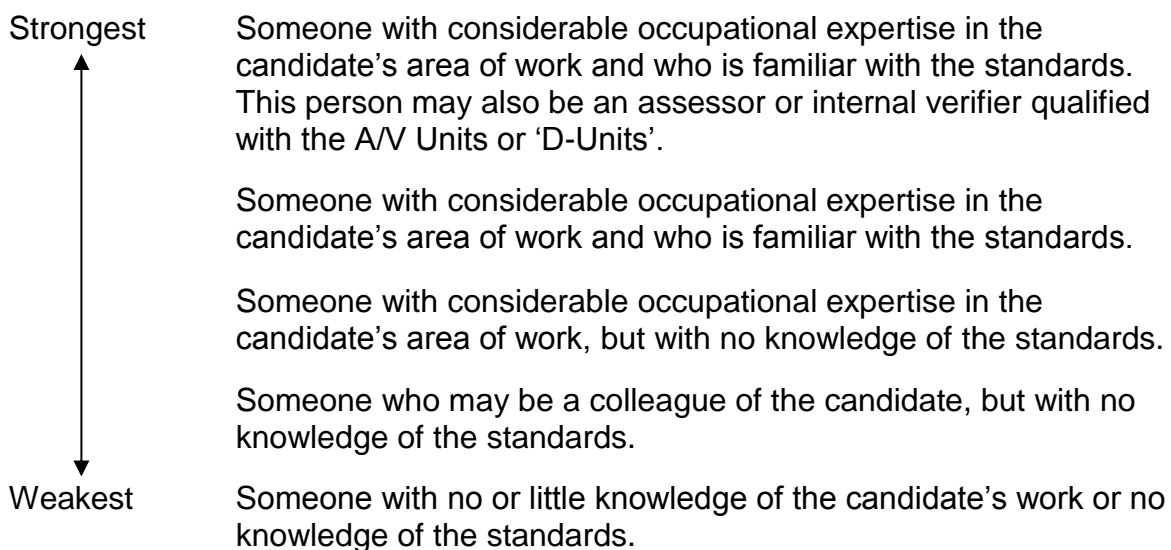 Strongest Someone with considerable occupational expertise in the
candidate’s area of work and who is familiar with the standards.
This person may also be an assessor or internal verifier qualified
with the A/V Units or ‘D-Units’.
Someone with considerable occupational expertise in the
candidate’s area of work and who is familiar with the standards.
Someone with considerable occupational expertise in the
candidate’s area of work, but with no knowledge of the standards.
Someone who may be a colleague of the candidate, but with no
knowledge of the standards.
Weakest Someone with no or little knowledge of the candidate’s work or no
knowledge of the standards.